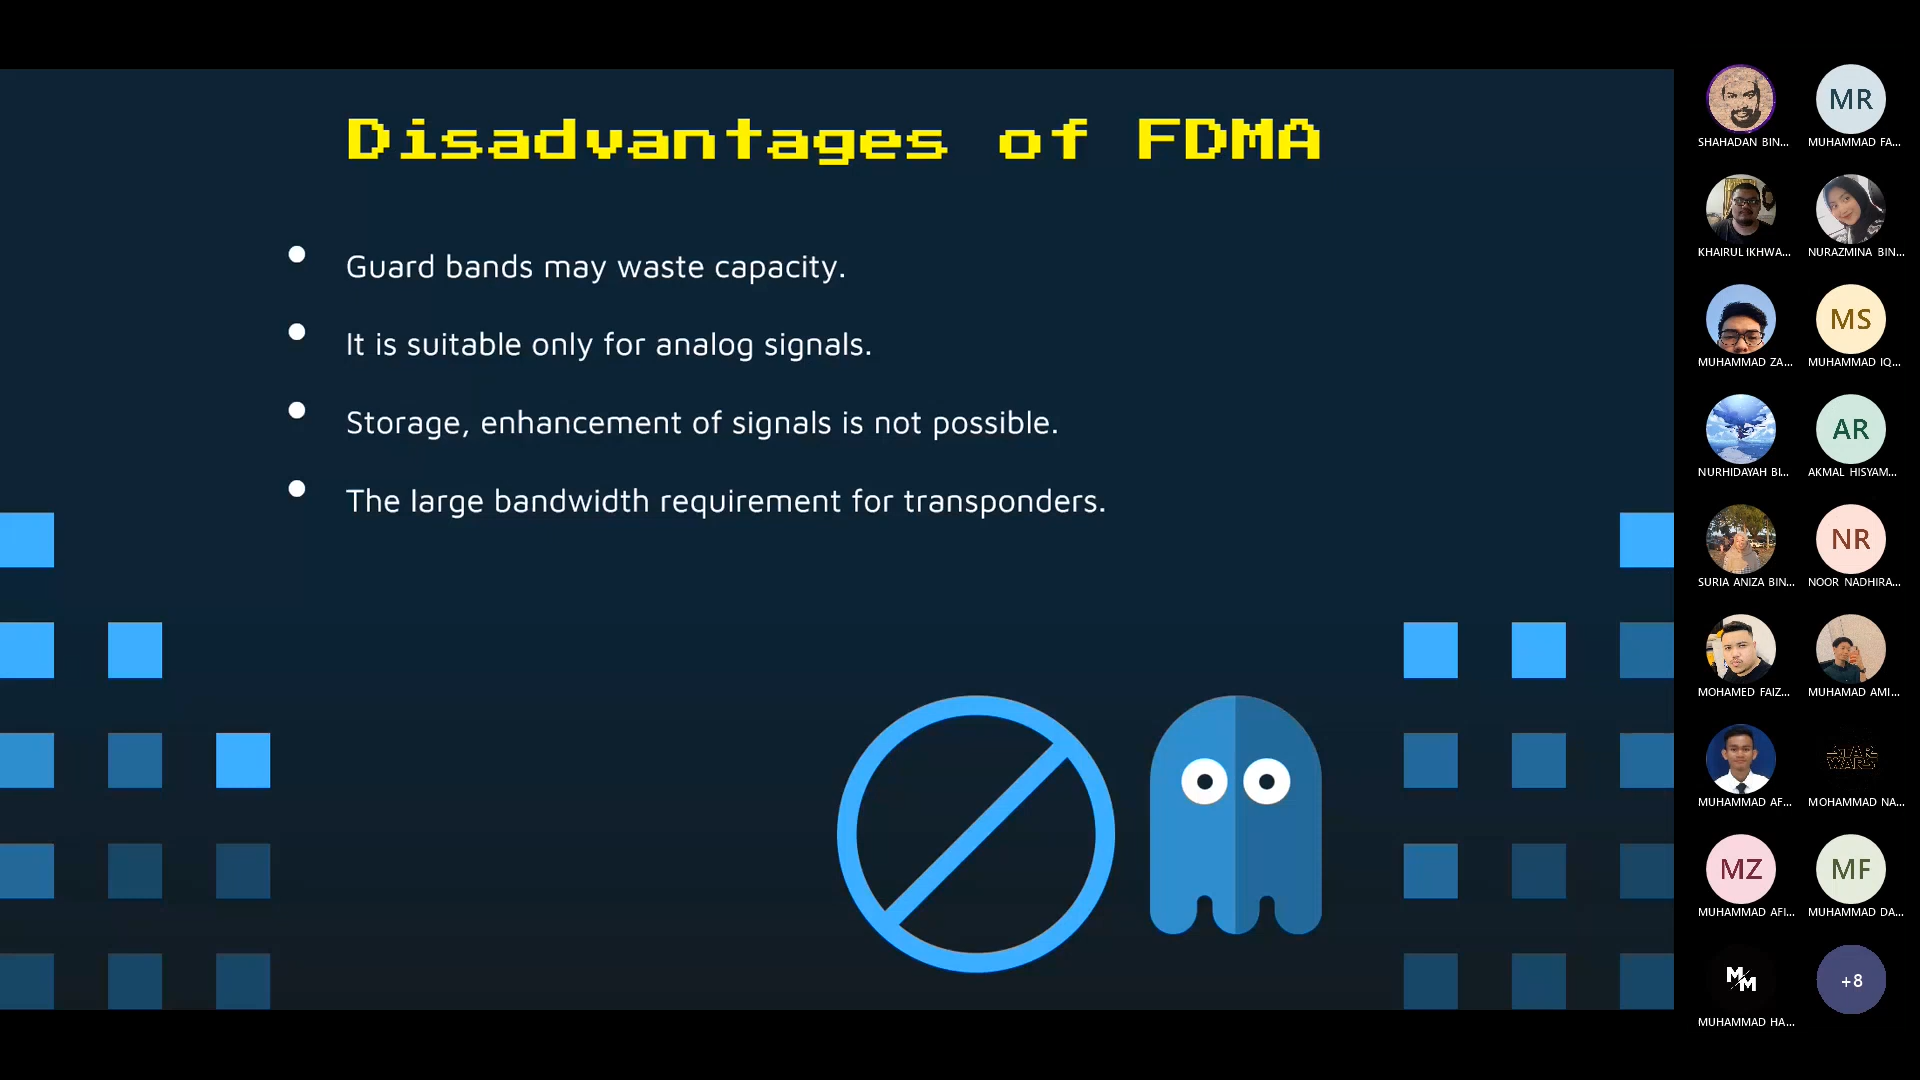 Disadvantages of FDMA
Guard bands may waste capacity.
It is suitable only for analog signals.
Storage, enhancement of signals is not possible.
The large bandwidth requirement for transponders.
SHAHADAN BIN...
MR
MUHAMMAD FA...
KHAIRUL IKHWA...
NURAZMINA BIN...
MUHAMMAD ZA...
MS
MUHAMMAD IQ...
NURHIDAYAH BI...
AR
AKMAL HISYAM...
SURIA ANIZA BIN...
NR
NOOR NADHIRA...
MOHAMED FAIZ...
MUHAMAD AMI...
MUHAMMAD AF...
STAR
WARS
MOHAMMAD NA...
MZ
MUHAMMAD AFI...
MF
MUHAMMAD DA...
M/M
MUHAMMAD HA...
+8